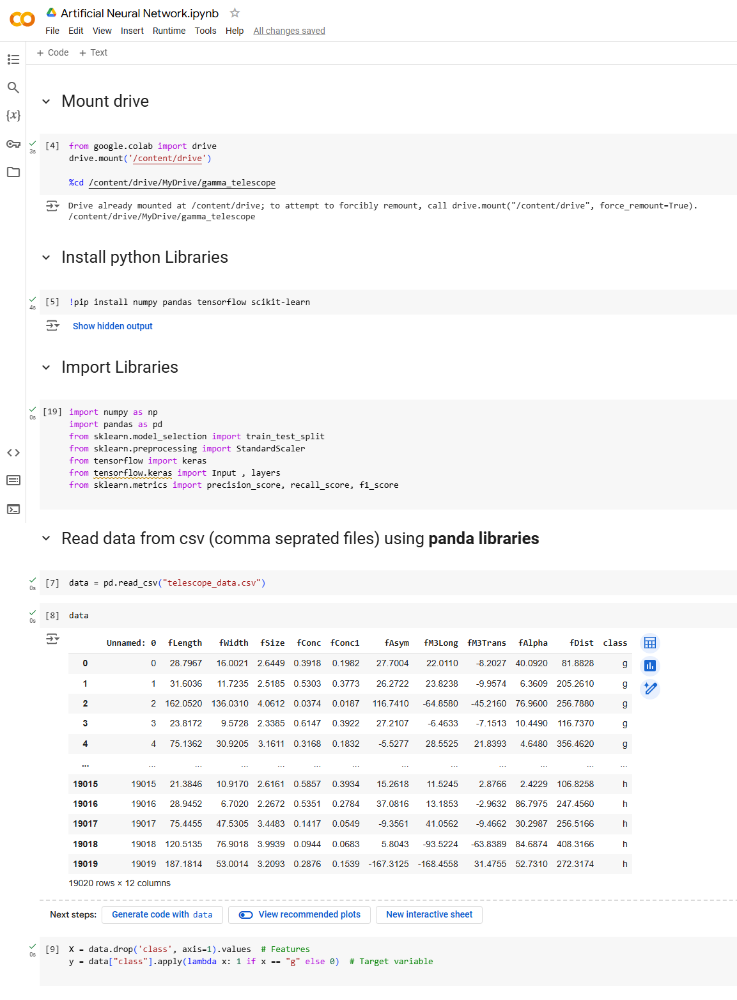 Artificial Neural Network.ipynb
File Edit View Insert Runtime Tools Help All changes saved
+ Code + Text
Mount drive
[4] from google.colab import drive
3s
drive.mount('/content/drive')
%cd /content/drive/MyDrive/gamma_telescope
Drive already mounted at /content/drive; to attempt to forcibly remount, call drive.mount("/content/drive", force_remount=True).
/content/drive/MyDrive/gamma_telescope
Install python Libraries
[5] !pip install numpy pandas tensorflow scikit-learn
4s
Show hidden output
Import Libraries
[19] import numpy as np
0s
import pandas as pd
from sklearn.model_selection import train_test_split
from sklearn.preprocessing import StandardScaler
from tensorflow import keras
from tensorflow.keras import Input , layers
from sklearn.metrics import precision_score, recall_score, f1_score
Read data from csv (comma seprated files) using panda libraries
[7] data = pd.read_csv("telescope_data.csv")
0s
[8] data
0s
Unnamed: 0 fLength fWidth fSize fConc fConc1 fAsym fM3Long fM3Trans fAlpha fDist class
0 0 28.7967 16.0021 2.6449 0.3918 0.1982 27.7004 22.0110 -8.2027 40.0920 81.8828 g
1 1 31.6036 11.7235 2.5185 0.5303 0.3773 26.2722 23.8238 -9.9574 6.3609 205.2610 g
2 2 162.0520 136.0310 4.0612 0.0374 0.0187 116.7410 -64.8580 -45.2160 76.9600 256.7880 g
3 3 23.8172 9.5728 2.3385 0.6147 0.3922 27.2107 -6.4633 -7.1513 10.4490 116.7370 g
4 4 75.1362 30.9205 3.1611 0.3168 0.1832 -5.5277 28.5525 21.8393 4.6480 356.4620 g
... ... ... ... ... ... ... ... ... ... ... ... ...
19015 19015 21.3846 10.9170 2.6161 0.5857 0.3934 15.2618 11.5245 2.8766 2.4229 106.8258 h
19016 19016 28.9452 6.7020 2.2672 0.5351 0.2784 37.0816 13.1853 -2.9632 86.7975 247.4560 h
19017 19017 75.4455 47.5305 3.4483 0.1417 0.0549 -9.3561 41.0562 -9.4662 30.2987 256.5166 h
19018 19018 120.5135 76.9018 3.9939 0.0944 0.0683 5.8043 -93.5224 -63.8389 84.6874 408.3166 h
19019 19019 187.1814 53.0014 3.2093 0.2876 0.1539 -167.3125 -168.4558 31.4755 52.7310 272.3174 h
19020 rows × 12 columns
Next steps: Generate code with data View recommended plots New interactive sheet
[9] X = data.drop('class', axis=1).values # Features
0s
y = data["class"].apply(lambda x: 1 if x == "g" else 0) # Target variable